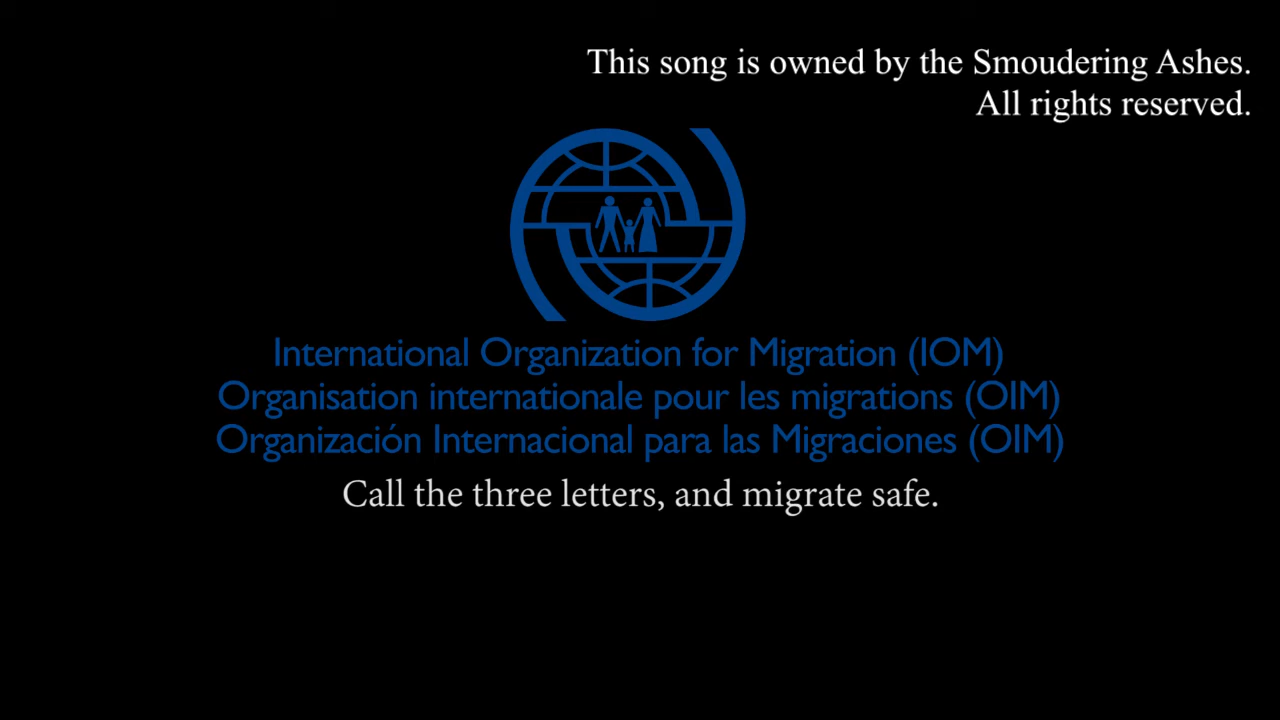 This song is owned by the Smoudering Ashes.
All rights reserved.
International Organization for Migration (IOM)
Organisation internationale pour les migrations (OIM)
Organización Internacional para las Migraciones (OIM)
Call the three letters, and migrate safe.